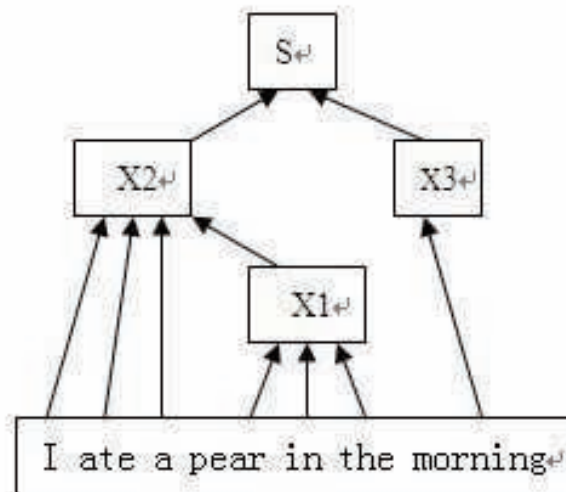 S↵
X2↵
X3↵
X1↵
I ate a pear in the morning↵